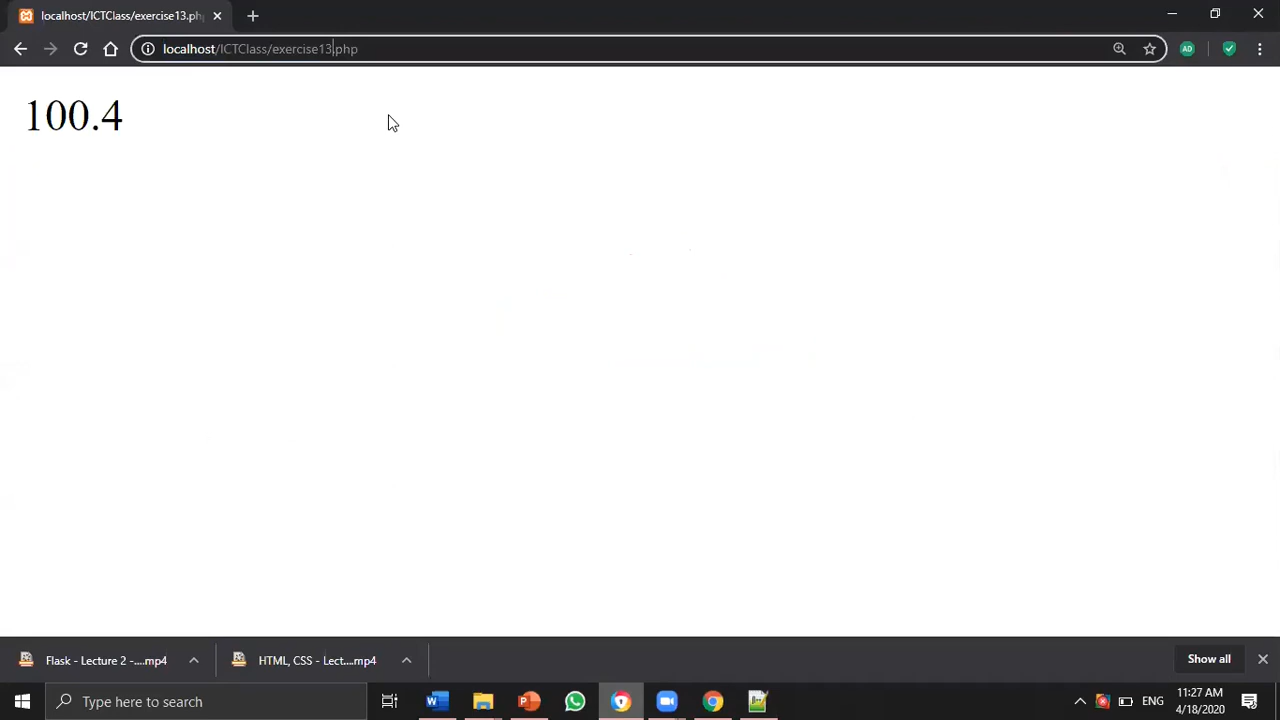 localhost/ICTClass/exercise13.ph
localhost/ICTClass/exercise13.php
AD
100.4
Flask - Lecture 2 -....mp4
HTML, CSS - Lect....mp4
Show all
Type here to search
ENG
11:27 AM
4/18/2020